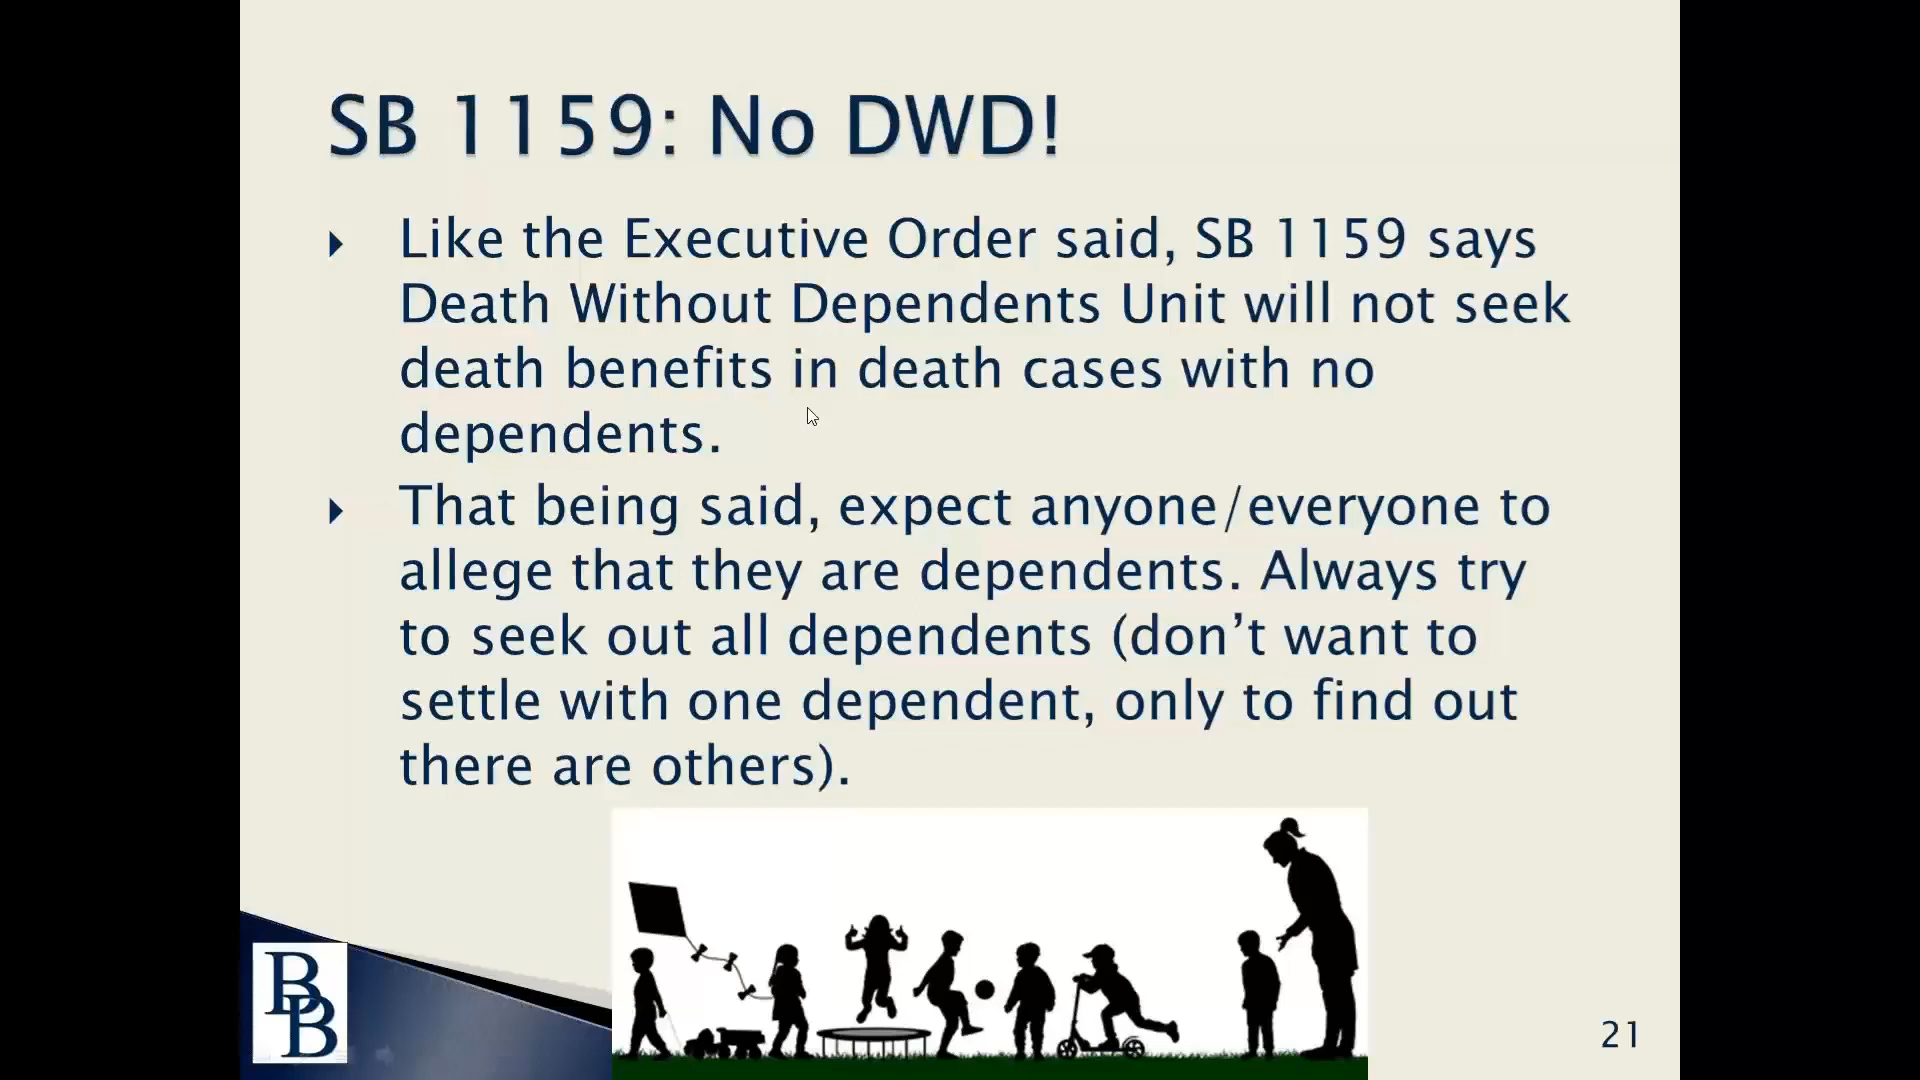 SB 1159: No DWD!
Like the Executive Order said, SB 1159 says
Death Without Dependents Unit will not seek
death benefits in death cases with no
dependents.
That being said, expect anyone/everyone to
allege that they are dependents. Always try
to seek out all dependents (don’t want to
settle with one dependent, only to find out
there are others).
BB
21